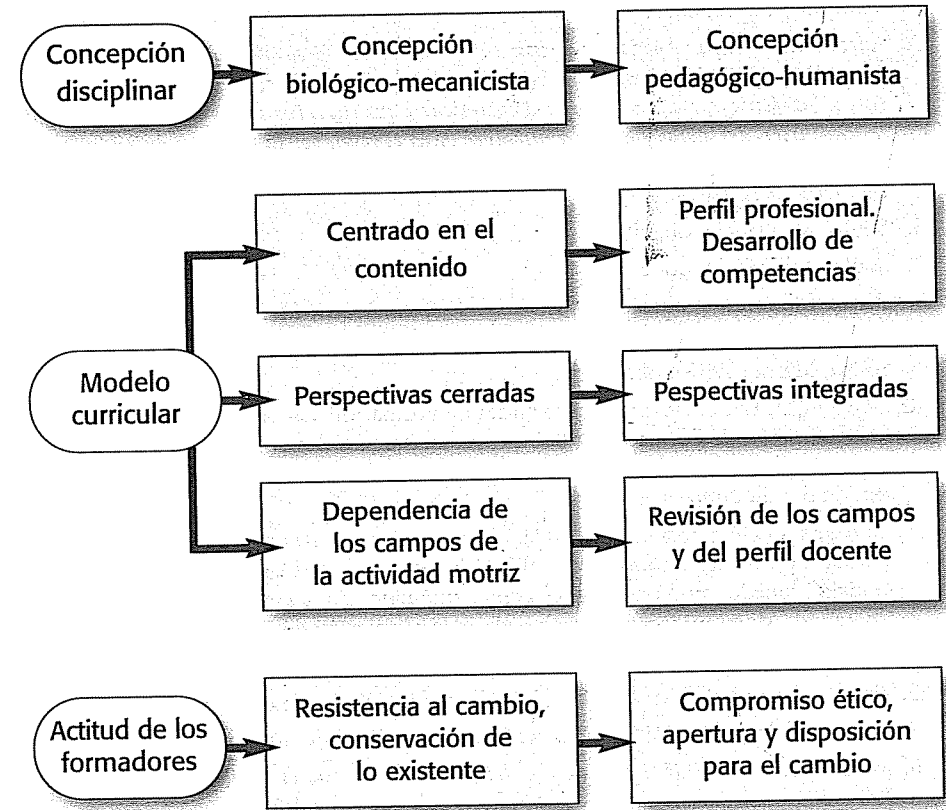 Concepción
disciplinar
Concepción
biológico-mecanicista
Concepción
pedagógico-humanista
Centrado en el
contenido
Perfil profesional.
Desarrollo de
competencias
Modelo
curricular
Perspectivas cerradas
Pespectivas integradas
Dependencia de
los campos de
la actividad motriz
Revisión de los campos
y del perfil docente
Actitud de los
formadores
Resistencia al cambio,
conservación de
lo existente
Compromiso ético,
apertura y disposición
para el cambio